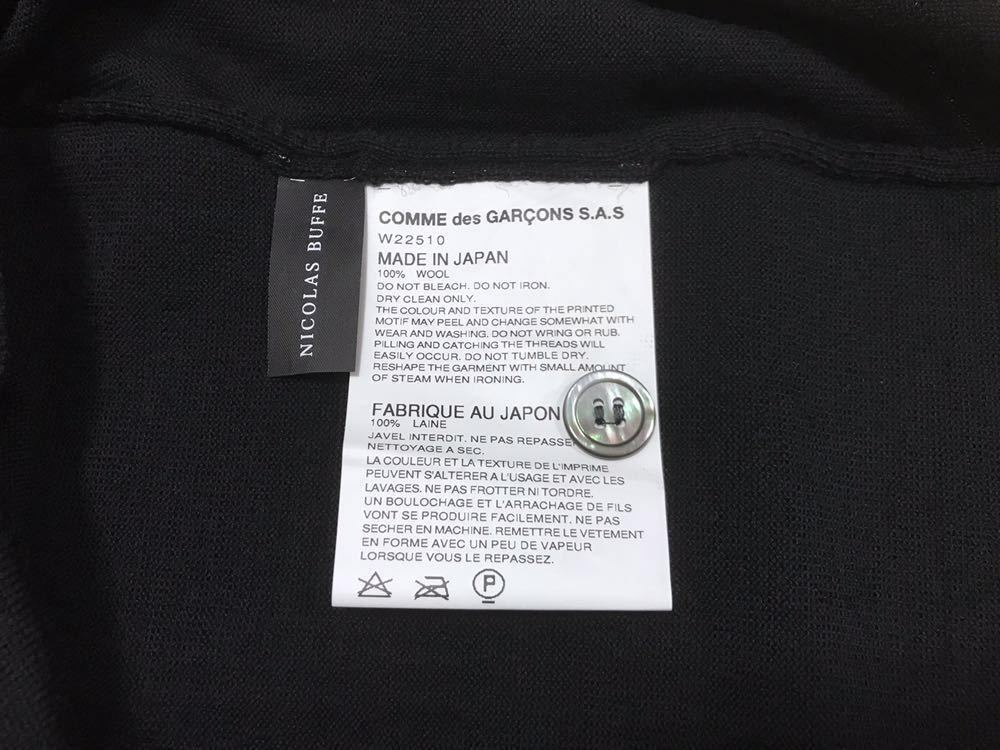 NICOLAS BUFFE
COMME des GARÇONS S.A.S
W22510
MADE IN JAPAN
100% WOOL
DO NOT BLEACH. DO NOT IRON.
DRY CLEAN ONLY.
THE COLOUR AND TEXTURE OF THE PRINTED
MOTIF MAY PEEL AND CHANGE SOMEWHAT WITH
WEAR AND WASHING. DO NOT WRING OR RUB.
PILLING AND CATCHING THE THREADS WILL
EASILY OCCUR. DO NOT TUMBLE DRY.
RESHAPE THE GARMENT WITH SMALL AMOUNT
OF STEAM WHEN IRONING.
FABRIQUE AU JAPON
100% LAINE
JAVEL INTERDIT. NE PAS REPASSER
NETTOYAGE A SEC.
LA COULEUR ET LA TEXTURE DE L'IMPRIME
PEUVENT S'ALTERER A L'USAGE ET AVEC LES
LAVAGES. NE PAS FROTTER NI TORDRE.
UN BOULOCHAGE ET L'ARRACHAGE DE FILS
VONT SE PRODUIRE FACILEMENT. NE PAS
SECHER EN MACHINE. REMETTRE LE VETEMENT
EN FORME AVEC UN PEU DE VAPEUR
LORSQUE VOUS LE REPASSEZ.
P